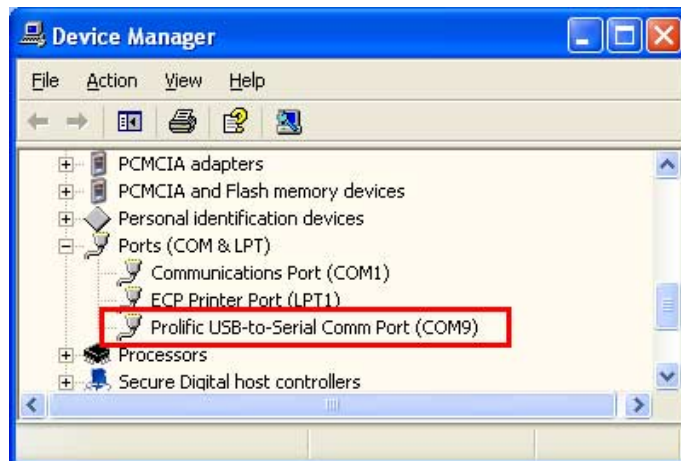 Device Manager
File Action View Help
PCMCIA adapters
PCMCIA and Flash memory devices
Personal identification devices
Ports (COM & LPT)
Communications Port (COM1)
ECP Printer Port (LPT1)
Prolific USB-to-Serial Comm Port (COM9)
Processors
Secure Digital host controllers